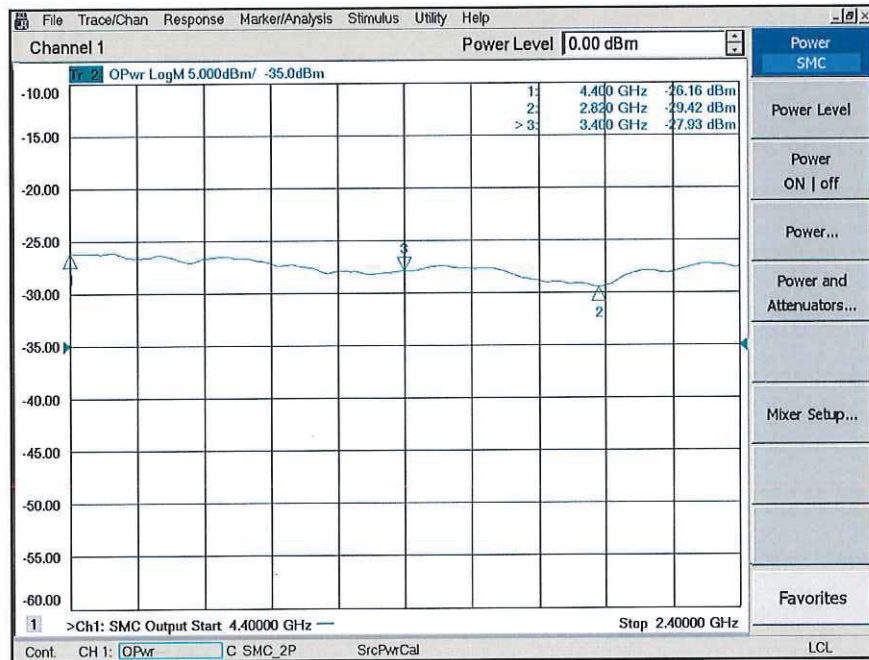 File Trace/Chan Response Marker/Analysis Stimulus Utility Help
Channel 1
Power Level 0.00 dBm
Tr 2 OPwr LogM 5.000dBm/ -35.0dBm
1: 4.400 GHz -26.16 dBm
2: 2.820 GHz -29.42 dBm
> 3: 3.400 GHz -27.93 dBm
-10.00
-15.00
-20.00
-25.00
-30.00
-35.00
-40.00
-45.00
-50.00
-55.00
-60.00
3
2
1 >Ch1: SMC Output Start 4.40000 GHz — Stop 2.40000 GHz
Cont. CH 1: OPwr C SMC_2P SrcPwrCal LCL
Power
SMC
Power Level
Power
ON | off
Power...
Power and
Attenuators...
Mixer Setup...
Favorites